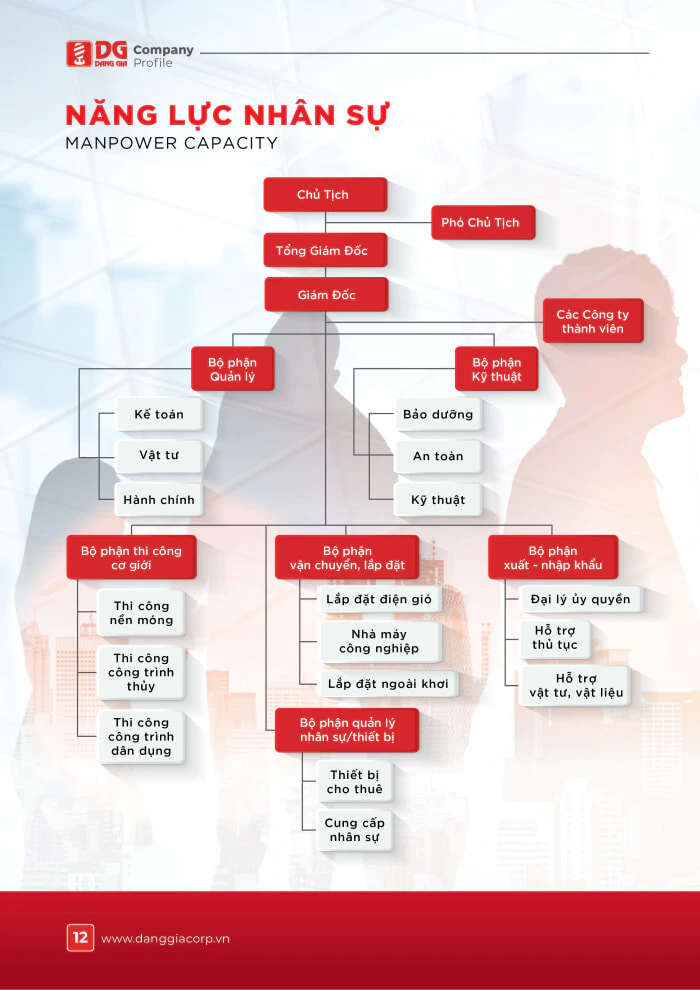 DG
DANG GIA
Company
Profile
NĂNG LỰC NHÂN SỰ
MANPOWER CAPACITY
Chủ Tịch
Phó Chủ Tịch
Tổng Giám Đốc
Giám Đốc
Các Công ty
thành viên
Bộ phận
Quản lý
Bộ phận
Kỹ thuật
Kế toán
Vật tư
Hành chính
Bảo dưỡng
An toàn
Kỹ thuật
Bộ phận thi công
cơ giới
Bộ phận
vận chuyển, lắp đặt
Bộ phận
xuất - nhập khẩu
Thi công
nền móng
Thi công
công trình
thủy
Thi công
công trình
dân dụng
Lắp đặt điện gió
Nhà máy
công nghiệp
Lắp đặt ngoài khơi
Đại lý ủy quyền
Hỗ trợ
thủ tục
Hỗ trợ
vật tư, vật liệu
Bộ phận quản lý
nhân sự/thiết bị
Thiết bị
cho thuê
Cung cấp
nhân sự
12
www.danggiacorp.vn